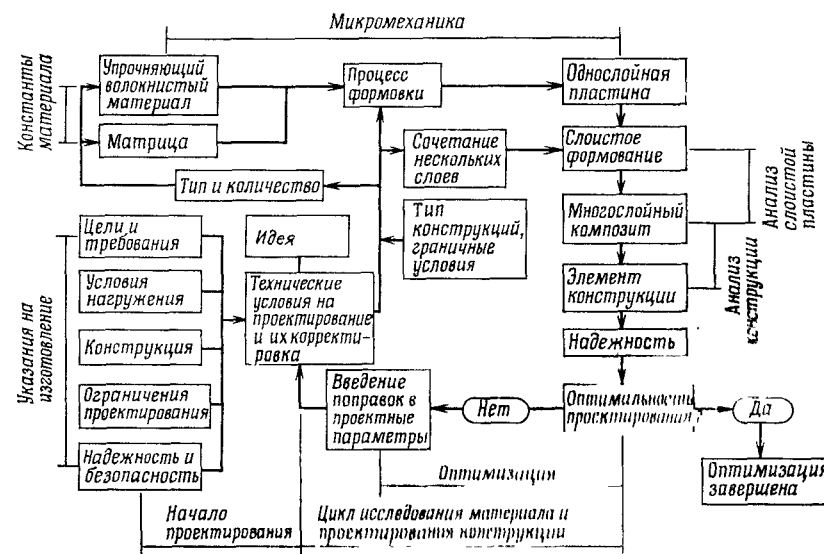 Микромеханика
Константы
материала
Упрочняющий
волокнистый
материал
Матрица
Процесс
формовки
Однослойная
пластина
Сочетание
нескольких
слоев
Слоистое
формование
Тип и количество
Анализ
слоистой
пластины
Указания на
изготовление
Цели и
требования
Идея
Тип
конструкций,
граничные
условия
Многослойный
композит
Условия
нагружения
Технические
условия на
проектирование
и их корректи-
ровка
Элемент
конструкции
Анализ
конструкции
Конструкция
Надежность
Ограничения
проектирования
Введение
поправок в
проектные
параметры
Нет
Оптимальность
проектирования
Да
Надежность и
безопасность
Оптимизация
Оптимизация
завершена
Начало
проектирования
Цикл исследования материала и
проектирования конструкции